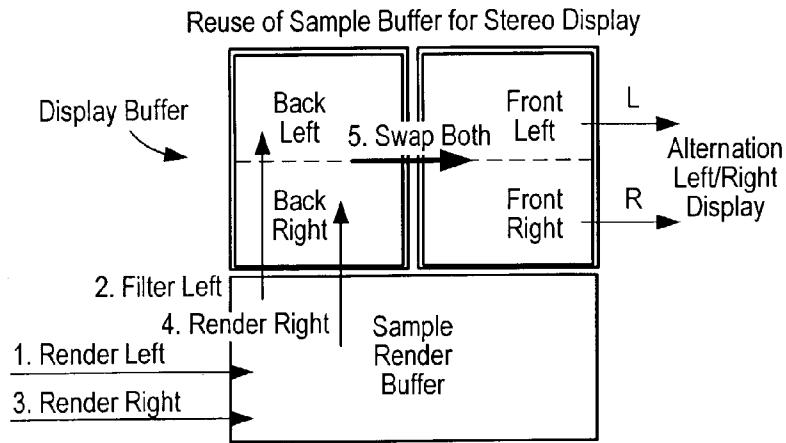 Reuse of Sample Buffer for Stereo Display
Display Buffer
Back
Left
Front
Left
L
5. Swap Both
Alternation
Left/Right
Display
Back
Right
Front
Right
R
2. Filter Left
4. Render Right
Sample
Render
Buffer
1. Render Left
3. Render Right